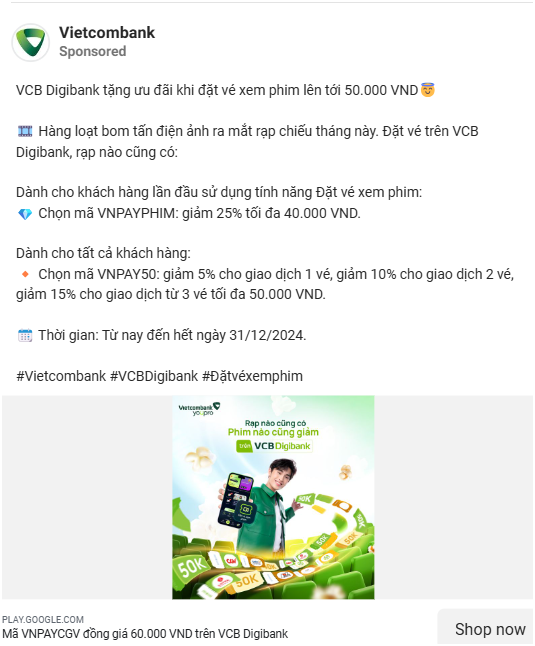 Vietcombank
Sponsored
VCB Digibank tặng ưu đãi khi đặt vé xem phim lên tới 50.000 VND
Hàng loạt bom tấn điện ảnh ra mắt rạp chiếu tháng này. Đặt vé trên VCB
Digibank, rạp nào cũng có:
Dành cho khách hàng lần đầu sử dụng tính năng Đặt vé xem phim:
Chọn mã VNPAYPHIM: giảm 25% tối đa 40.000 VND.
Dành cho tất cả khách hàng:
Chọn mã VNPAY50: giảm 5% cho giao dịch 1 vé, giảm 10% cho giao dịch 2 vé,
giảm 15% cho giao dịch từ 3 vé tối đa 50.000 VND.
Thời gian: Từ nay đến hết ngày 31/12/2024.
#Vietcombank #VCBDigibank #Đặtvéxemphim
Vietcombank
Rạp nào cũng có
Phim nào cũng giảm
trên VCB Digibank
50K
50K
50K
PLAY.GOOGLE.COM
Mã VNPAYCGV đồng giá 60.000 VND trên VCB Digibank
Shop now